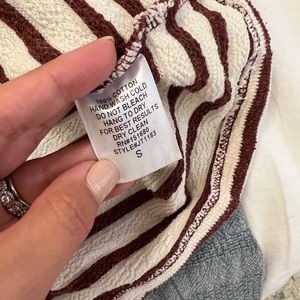 100% COTTON
HAND WASH COLD
DO NOT BLEACH
HANG TO DRY
FOR BEST RESULTS
DRY CLEAN
RN#151680
STYLE#JT1183
S